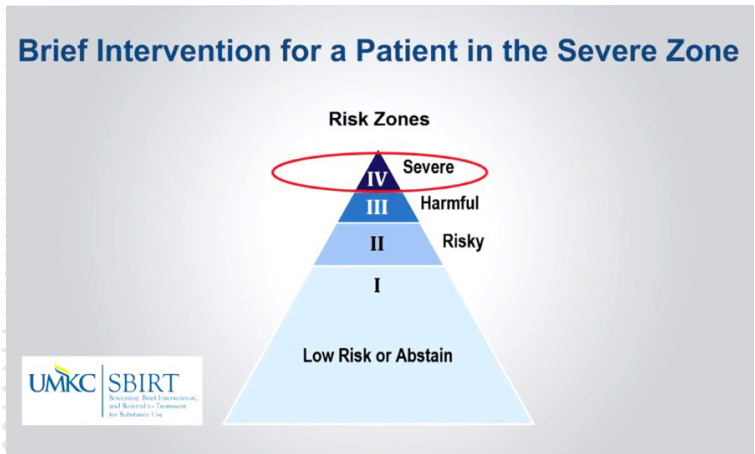 Brief Intervention for a Patient in the Severe Zone
Risk Zones
IV Severe
III Harmful
II Risky
I
Low Risk or Abstain
UMKC SBIRT
Screening, Brief Intervention,
and Referral to Treatment
for Substance Use